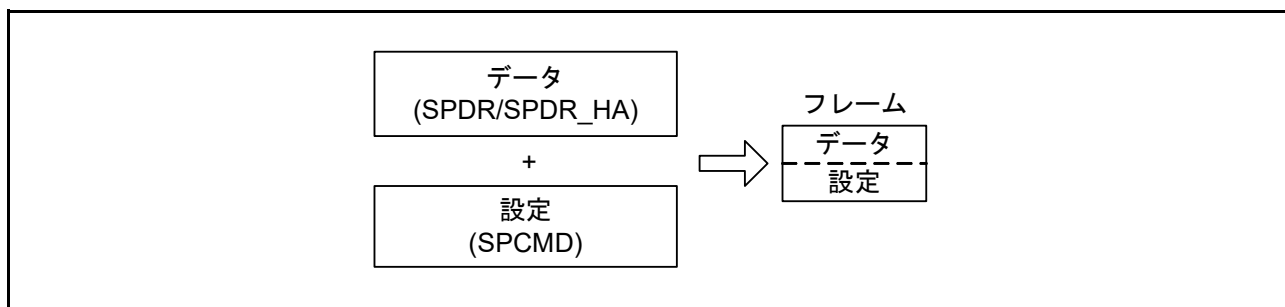 データ
(SPDR/SPDR_HA)
+
設定
(SPCMD)
フレーム
データ
設定